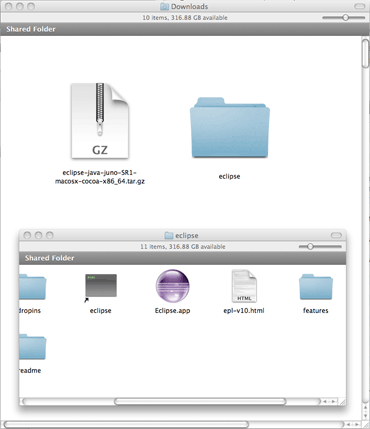 Downloads
10 items, 316.88 GB available
Shared Folder
GZ
eclipse-java-juno-SR1-
macosx-cocoa-x86_64.tar.gz
eclipse
eclipse
11 items, 316.88 GB available
Shared Folder
dropins
eclipse
Eclipse.app
HTML
epl-v10.html
features
readme